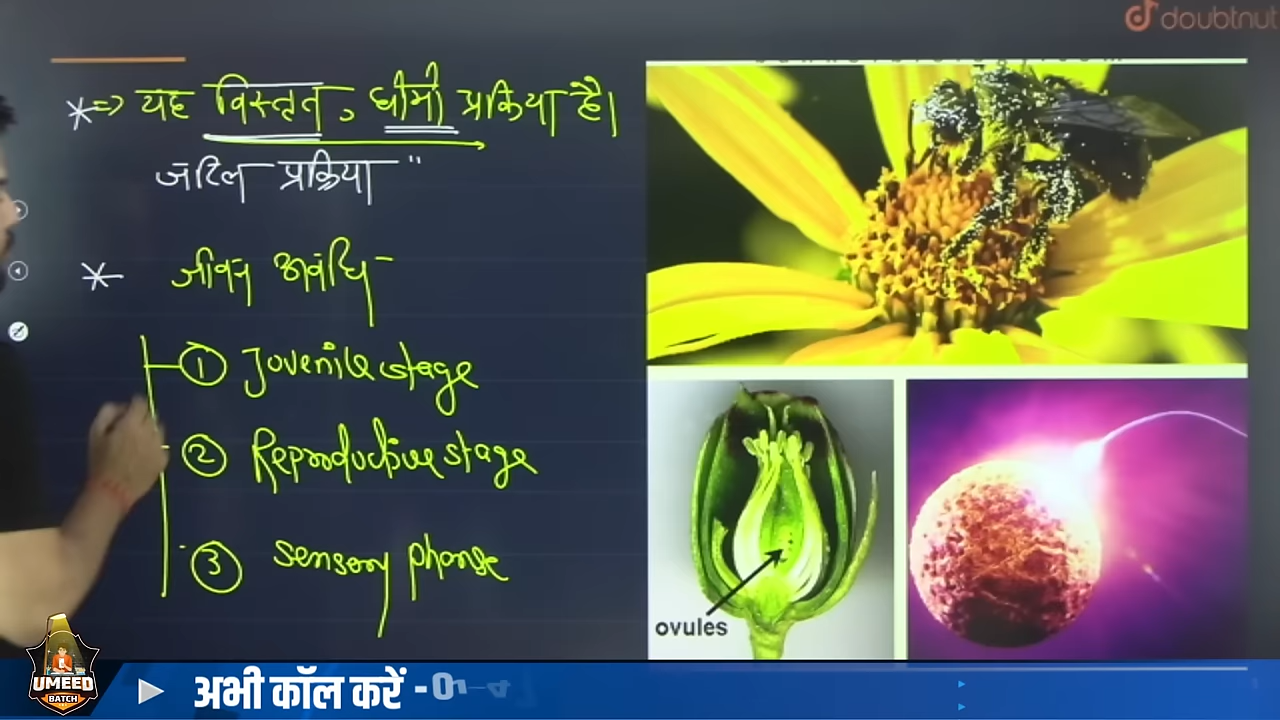 doubtnut
*⇒ यह विस्तृत, धीमी प्रक्रिया है।
जटिल प्रक्रिया"
* जीवन अवधि-
① Juvenile stage
② Reproductive stage
③ sensory phase
ovules
UMEED
BATCH
अभी कॉल करें -